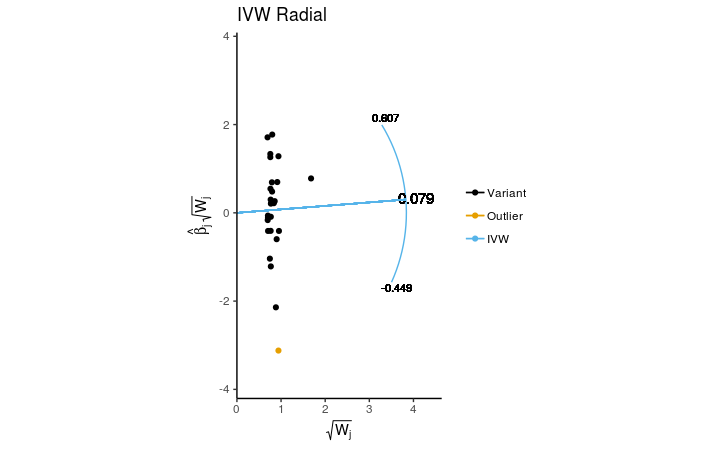 IVW Radial
4
2
0
-2
-4
0 1 2 3 4
β̂j√Wj
√Wj
0.607
0.079
-0.449
Variant
Outlier
IVW